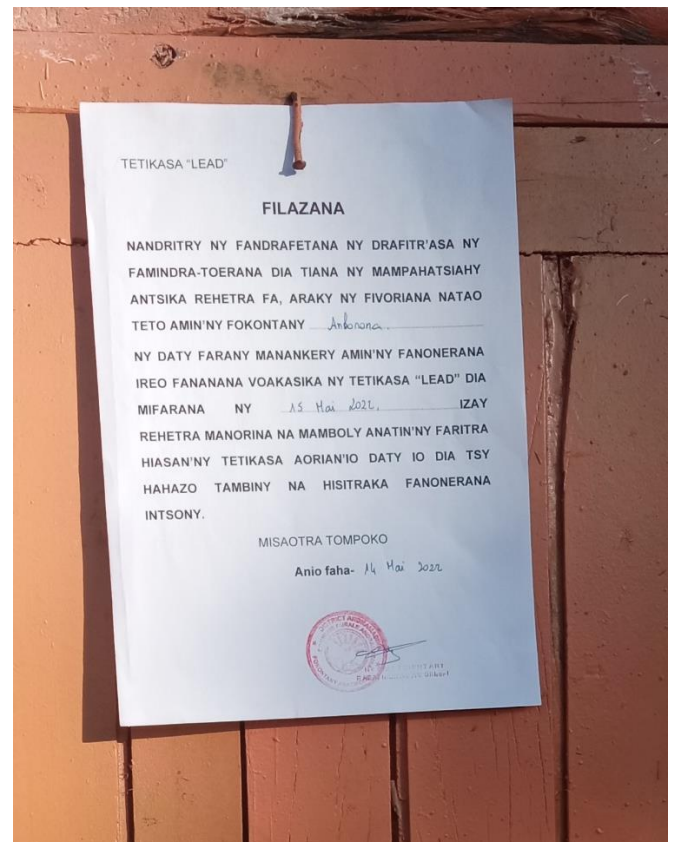 TETIKASA "LEAD"
FILAZANA
NANDRITRY NY FANDRAFETANA NY DRAFITR'ASA NY
FAMINDRA-TOERANA DIA TIANA NY MAMPAHATSIAHY
ANTSIKA REHETRA FA, ARAKY NY FIVORIANA NATAO
TETO AMIN'NY FOKONTANY Ankorona.
NY DATY FARANY MANANKERY AMIN'NY FANONERANA
IREO FANANANA VOAKASIKA NY TETIKASA "LEAD" DIA
MIFARANA NY 15 Mai 2022. IZAY
REHETRA MANORINA NA MAMBOLY ANATIN'NY FARITRA
HIASAN'NY TETIKASA AORIAN'IO DATY IO DIA TSY
HAHAZO TAMBINY NA HISITRAKA FANONERANA
INTSONY.
MISAOTRA TOMPOKO
Anio faha- 14 Mai 2022